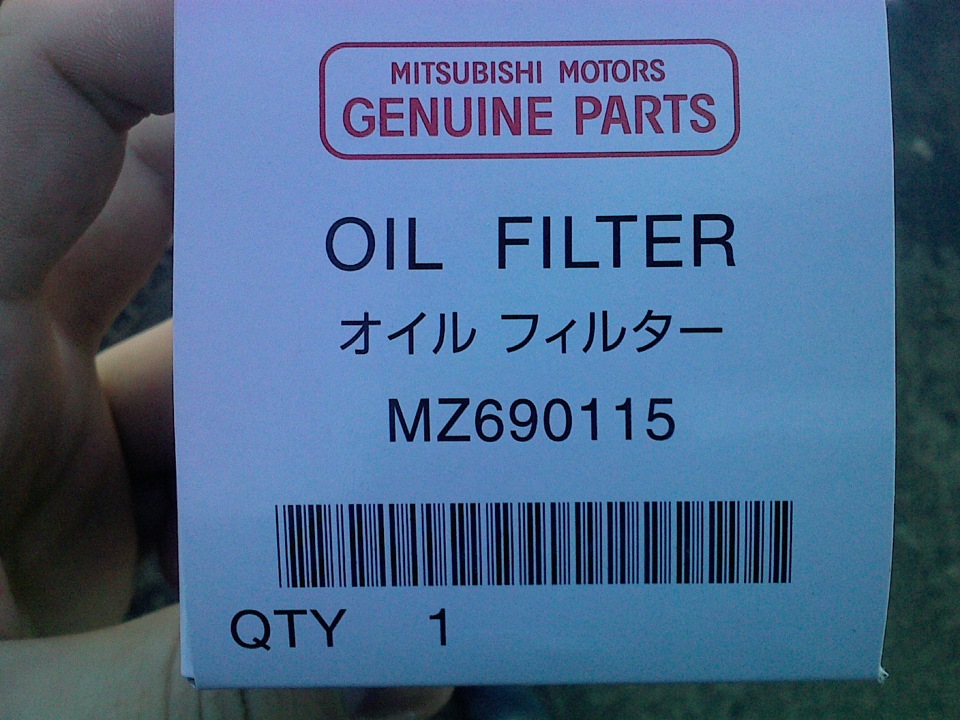 MITSUBISHI MOTORS
GENUINE PARTS
OIL FILTER
オイル フィルター
MZ690115
QTY 1